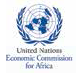 United Nations
Economic Commission
for Africa